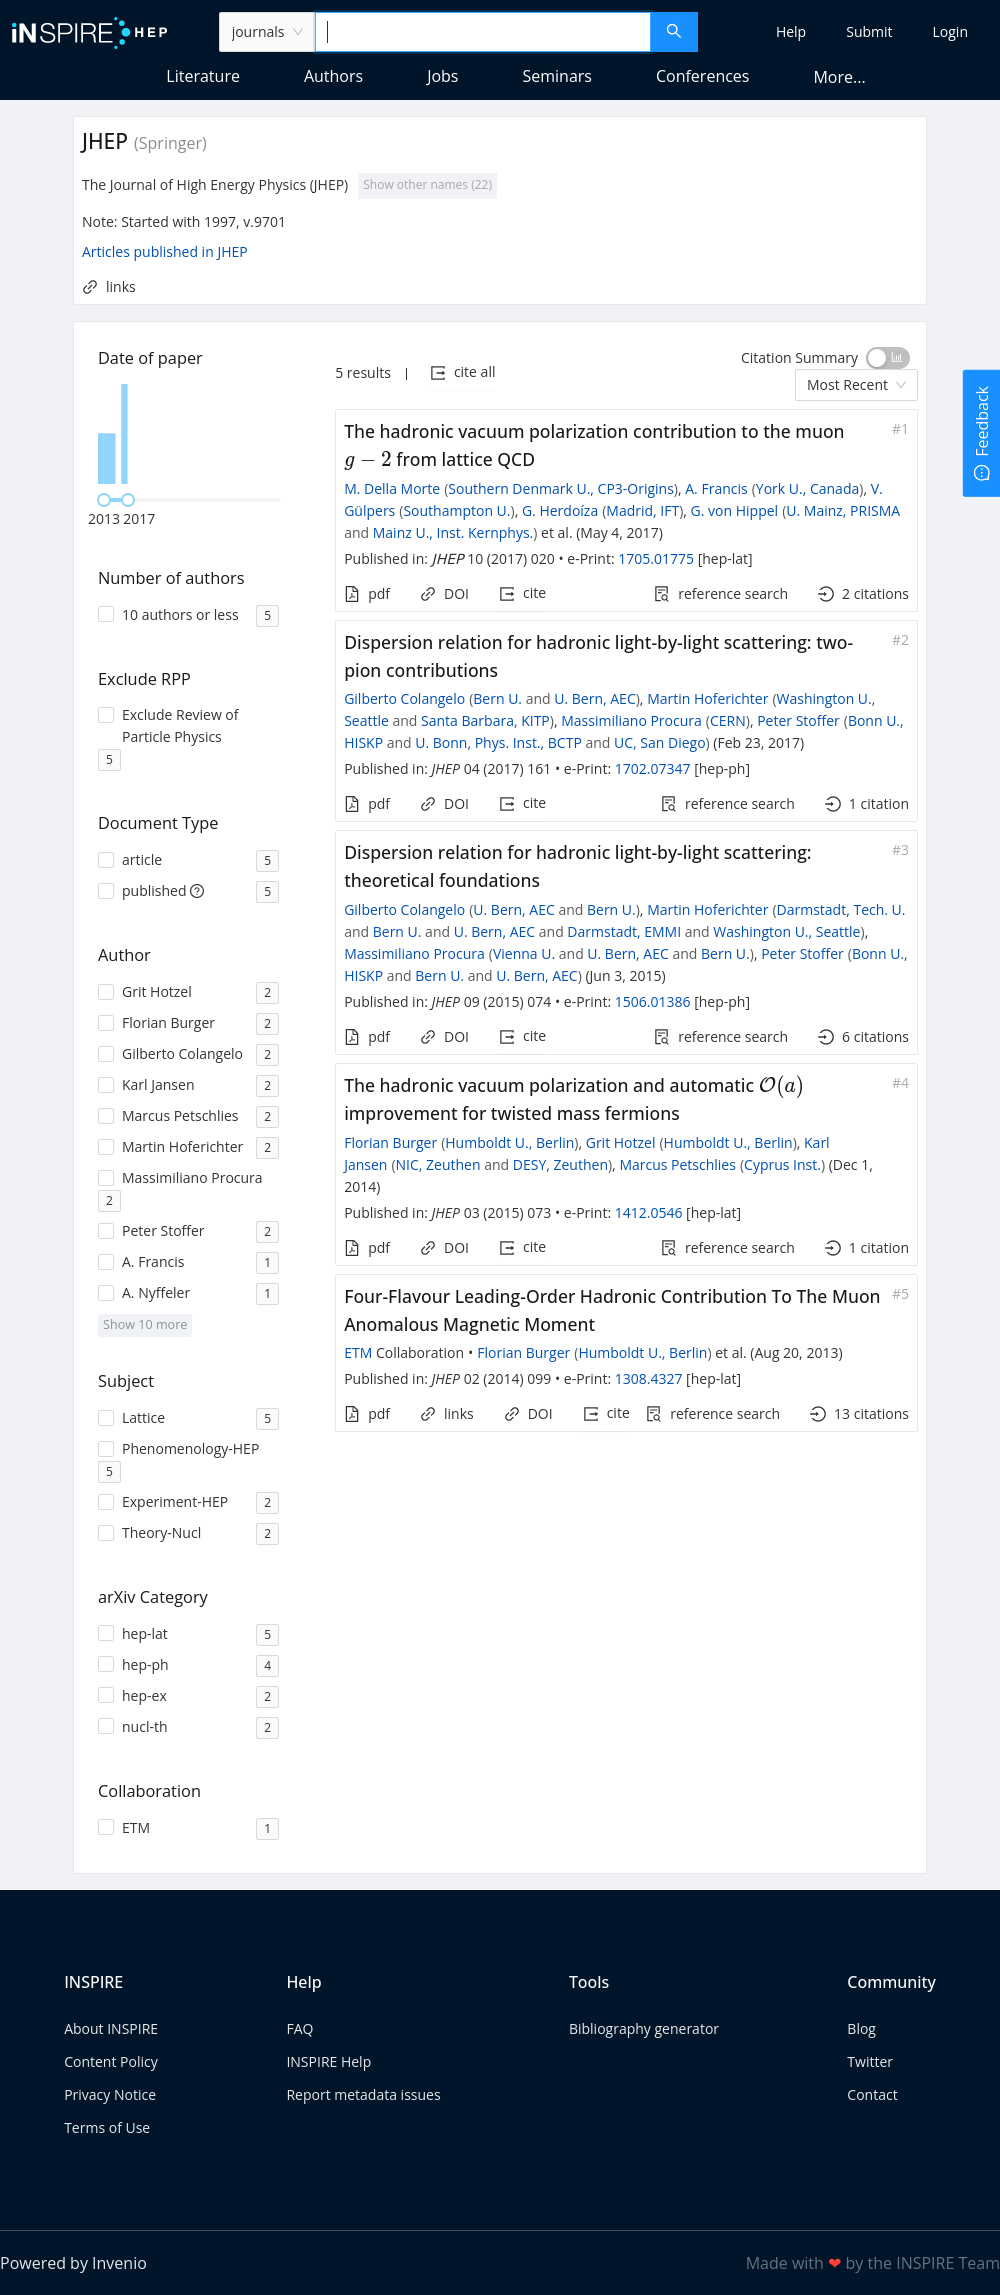 iNSPIRE HEP
journals
Help
Submit
Login
Literature
Authors
Jobs
Seminars
Conferences
More...
JHEP (Springer)
The Journal of High Energy Physics (JHEP) Show other names (22)
Note: Started with 1997, v.9701
Articles published in JHEP
links
Date of paper
2013 2017
Number of authors
10 authors or less 5
Exclude RPP
Exclude Review of
Particle Physics
5
Document Type
article 5
published 5
Author
Grit Hotzel 2
Florian Burger 2
Gilberto Colangelo 2
Karl Jansen 2
Marcus Petschlies 2
Martin Hoferichter 2
Massimiliano Procura
2
Peter Stoffer 2
A. Francis 1
A. Nyffeler 1
Show 10 more
Subject
Lattice 5
Phenomenology-HEP
5
Experiment-HEP 2
Theory-Nucl 2
arXiv Category
hep-lat 5
hep-ph 4
hep-ex 2
nucl-th 2
Collaboration
ETM 1
5 results | cite all
Citation Summary
Most Recent
Feedback
The hadronic vacuum polarization contribution to the muon #1
g − 2 from lattice QCD
M. Della Morte (Southern Denmark U., CP3-Origins), A. Francis (York U., Canada), V.
Gülpers (Southampton U.), G. Herdoíza (Madrid, IFT), G. von Hippel (U. Mainz, PRISMA
and Mainz U., Inst. Kernphys.) et al. (May 4, 2017)
Published in: JHEP 10 (2017) 020 • e-Print: 1705.01775 [hep-lat]
pdf DOI cite reference search 2 citations
Dispersion relation for hadronic light-by-light scattering: two- #2
pion contributions
Gilberto Colangelo (Bern U. and U. Bern, AEC), Martin Hoferichter (Washington U.,
Seattle and Santa Barbara, KITP), Massimiliano Procura (CERN), Peter Stoffer (Bonn U.,
HISKP and U. Bonn, Phys. Inst., BCTP and UC, San Diego) (Feb 23, 2017)
Published in: JHEP 04 (2017) 161 • e-Print: 1702.07347 [hep-ph]
pdf DOI cite reference search 1 citation
Dispersion relation for hadronic light-by-light scattering: #3
theoretical foundations
Gilberto Colangelo (U. Bern, AEC and Bern U.), Martin Hoferichter (Darmstadt, Tech. U.
and Bern U. and U. Bern, AEC and Darmstadt, EMMI and Washington U., Seattle),
Massimiliano Procura (Vienna U. and U. Bern, AEC and Bern U.), Peter Stoffer (Bonn U.,
HISKP and Bern U. and U. Bern, AEC) (Jun 3, 2015)
Published in: JHEP 09 (2015) 074 • e-Print: 1506.01386 [hep-ph]
pdf DOI cite reference search 6 citations
The hadronic vacuum polarization and automatic 𝒪(a) #4
improvement for twisted mass fermions
Florian Burger (Humboldt U., Berlin), Grit Hotzel (Humboldt U., Berlin), Karl
Jansen (NIC, Zeuthen and DESY, Zeuthen), Marcus Petschlies (Cyprus Inst.) (Dec 1,
2014)
Published in: JHEP 03 (2015) 073 • e-Print: 1412.0546 [hep-lat]
pdf DOI cite reference search 1 citation
Four-Flavour Leading-Order Hadronic Contribution To The Muon #5
Anomalous Magnetic Moment
ETM Collaboration • Florian Burger (Humboldt U., Berlin) et al. (Aug 20, 2013)
Published in: JHEP 02 (2014) 099 • e-Print: 1308.4327 [hep-lat]
pdf links DOI cite reference search 13 citations
INSPIRE
About INSPIRE
Content Policy
Privacy Notice
Terms of Use
Help
FAQ
INSPIRE Help
Report metadata issues
Tools
Bibliography generator
Community
Blog
Twitter
Contact
Powered by Invenio
Made with ❤ by the INSPIRE Team